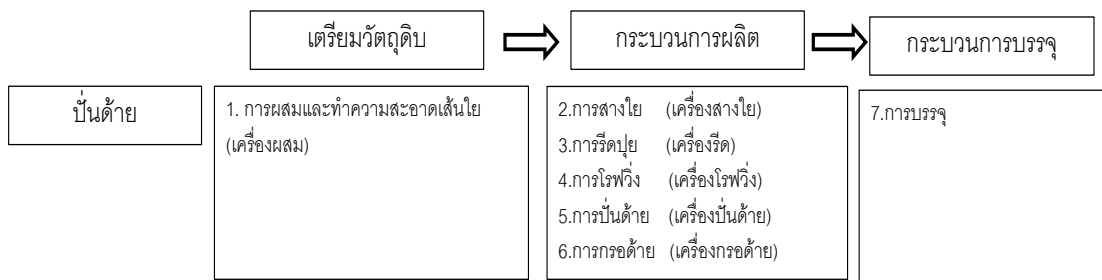 เตรียมวัตถุดิบ
กระบวนการผลิต
กระบวนการบรรจุ
ปั่นด้าย
1. การผสมและทำความสะอาดเส้นใย
(เครื่องผสม)
2.การสางใย (เครื่องสางใย)
3.การรีดปุย (เครื่องรีด)
4.การโรฟวิ่ง (เครื่องโรฟวิ่ง)
5.การปั่นด้าย (เครื่องปั่นด้าย)
6.การกรอด้าย (เครื่องกรอด้าย)
7.การบรรจุ